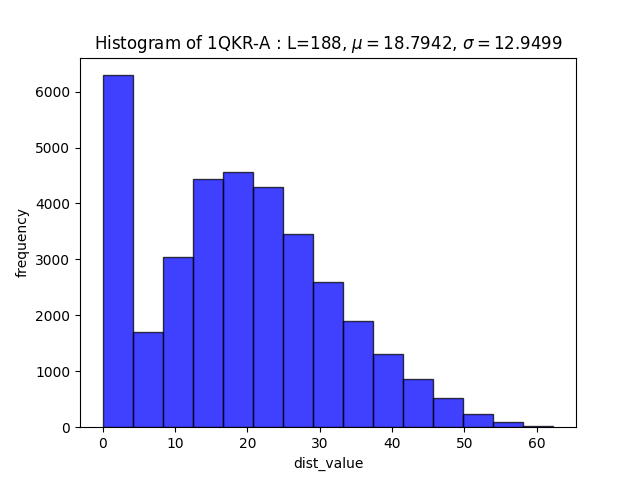 Histogram of 1QKR-A : L=188, μ = 18.7942, σ = 12.9499
frequency
6000
5000
4000
3000
2000
1000
0
0 10 20 30 40 50 60
dist_value